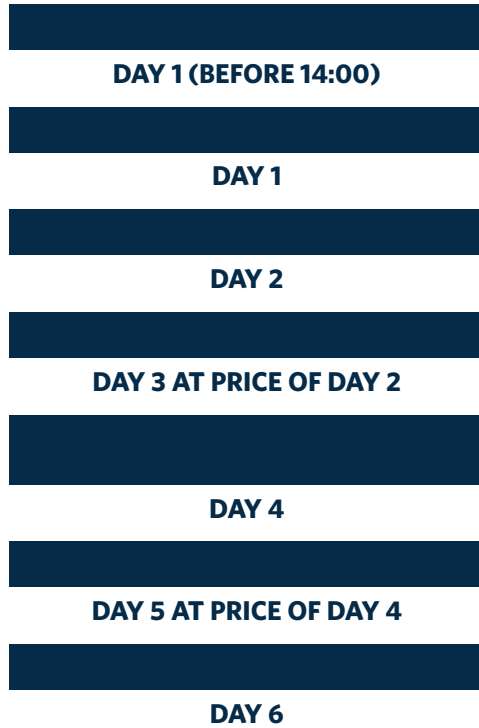 DAY 1 (BEFORE 14:00)
DAY 1
DAY 2
DAY 3 AT PRICE OF DAY 2
DAY 4
DAY 5 AT PRICE OF DAY 4
DAY 6